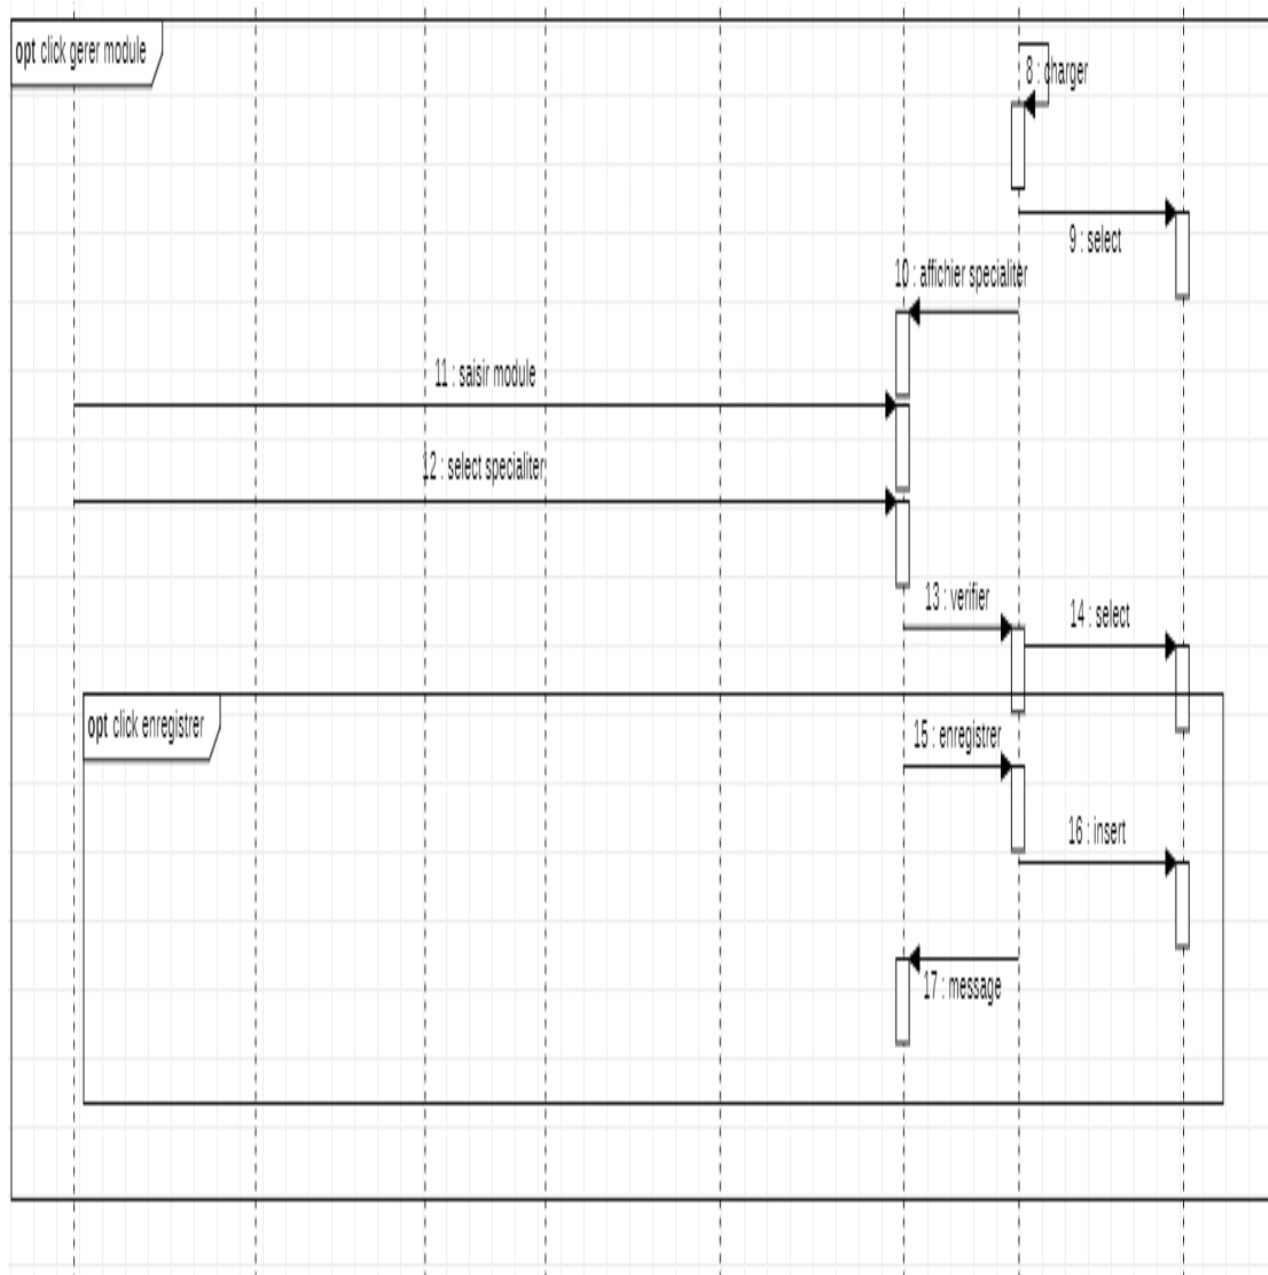 opt click gerer module
8 : charger
9 : select
10 : affichier specialiter
11 : saisir module
12 : select specialiter
13 : verifier
14 : select
opt click enregistrer
15 : enregistrer
16 : insert
17 : message